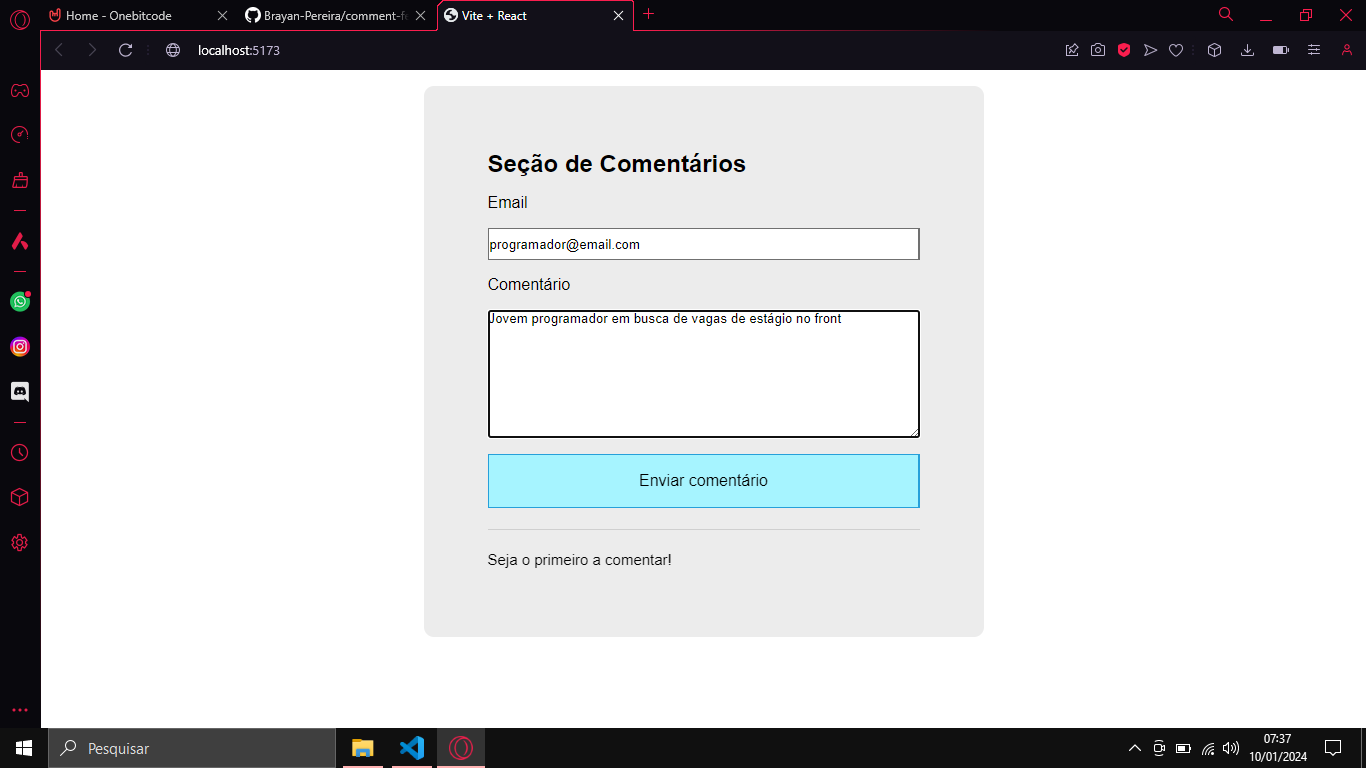 Home - Onebitcode
Brayan-Pereira/comment-fe
Vite + React
localhost:5173
Seção de Comentários
Email
programador@email.com
Comentário
Jovem programador em busca de vagas de estágio no front
Enviar comentário
Seja o primeiro a comentar!
Pesquisar
07:37
10/01/2024